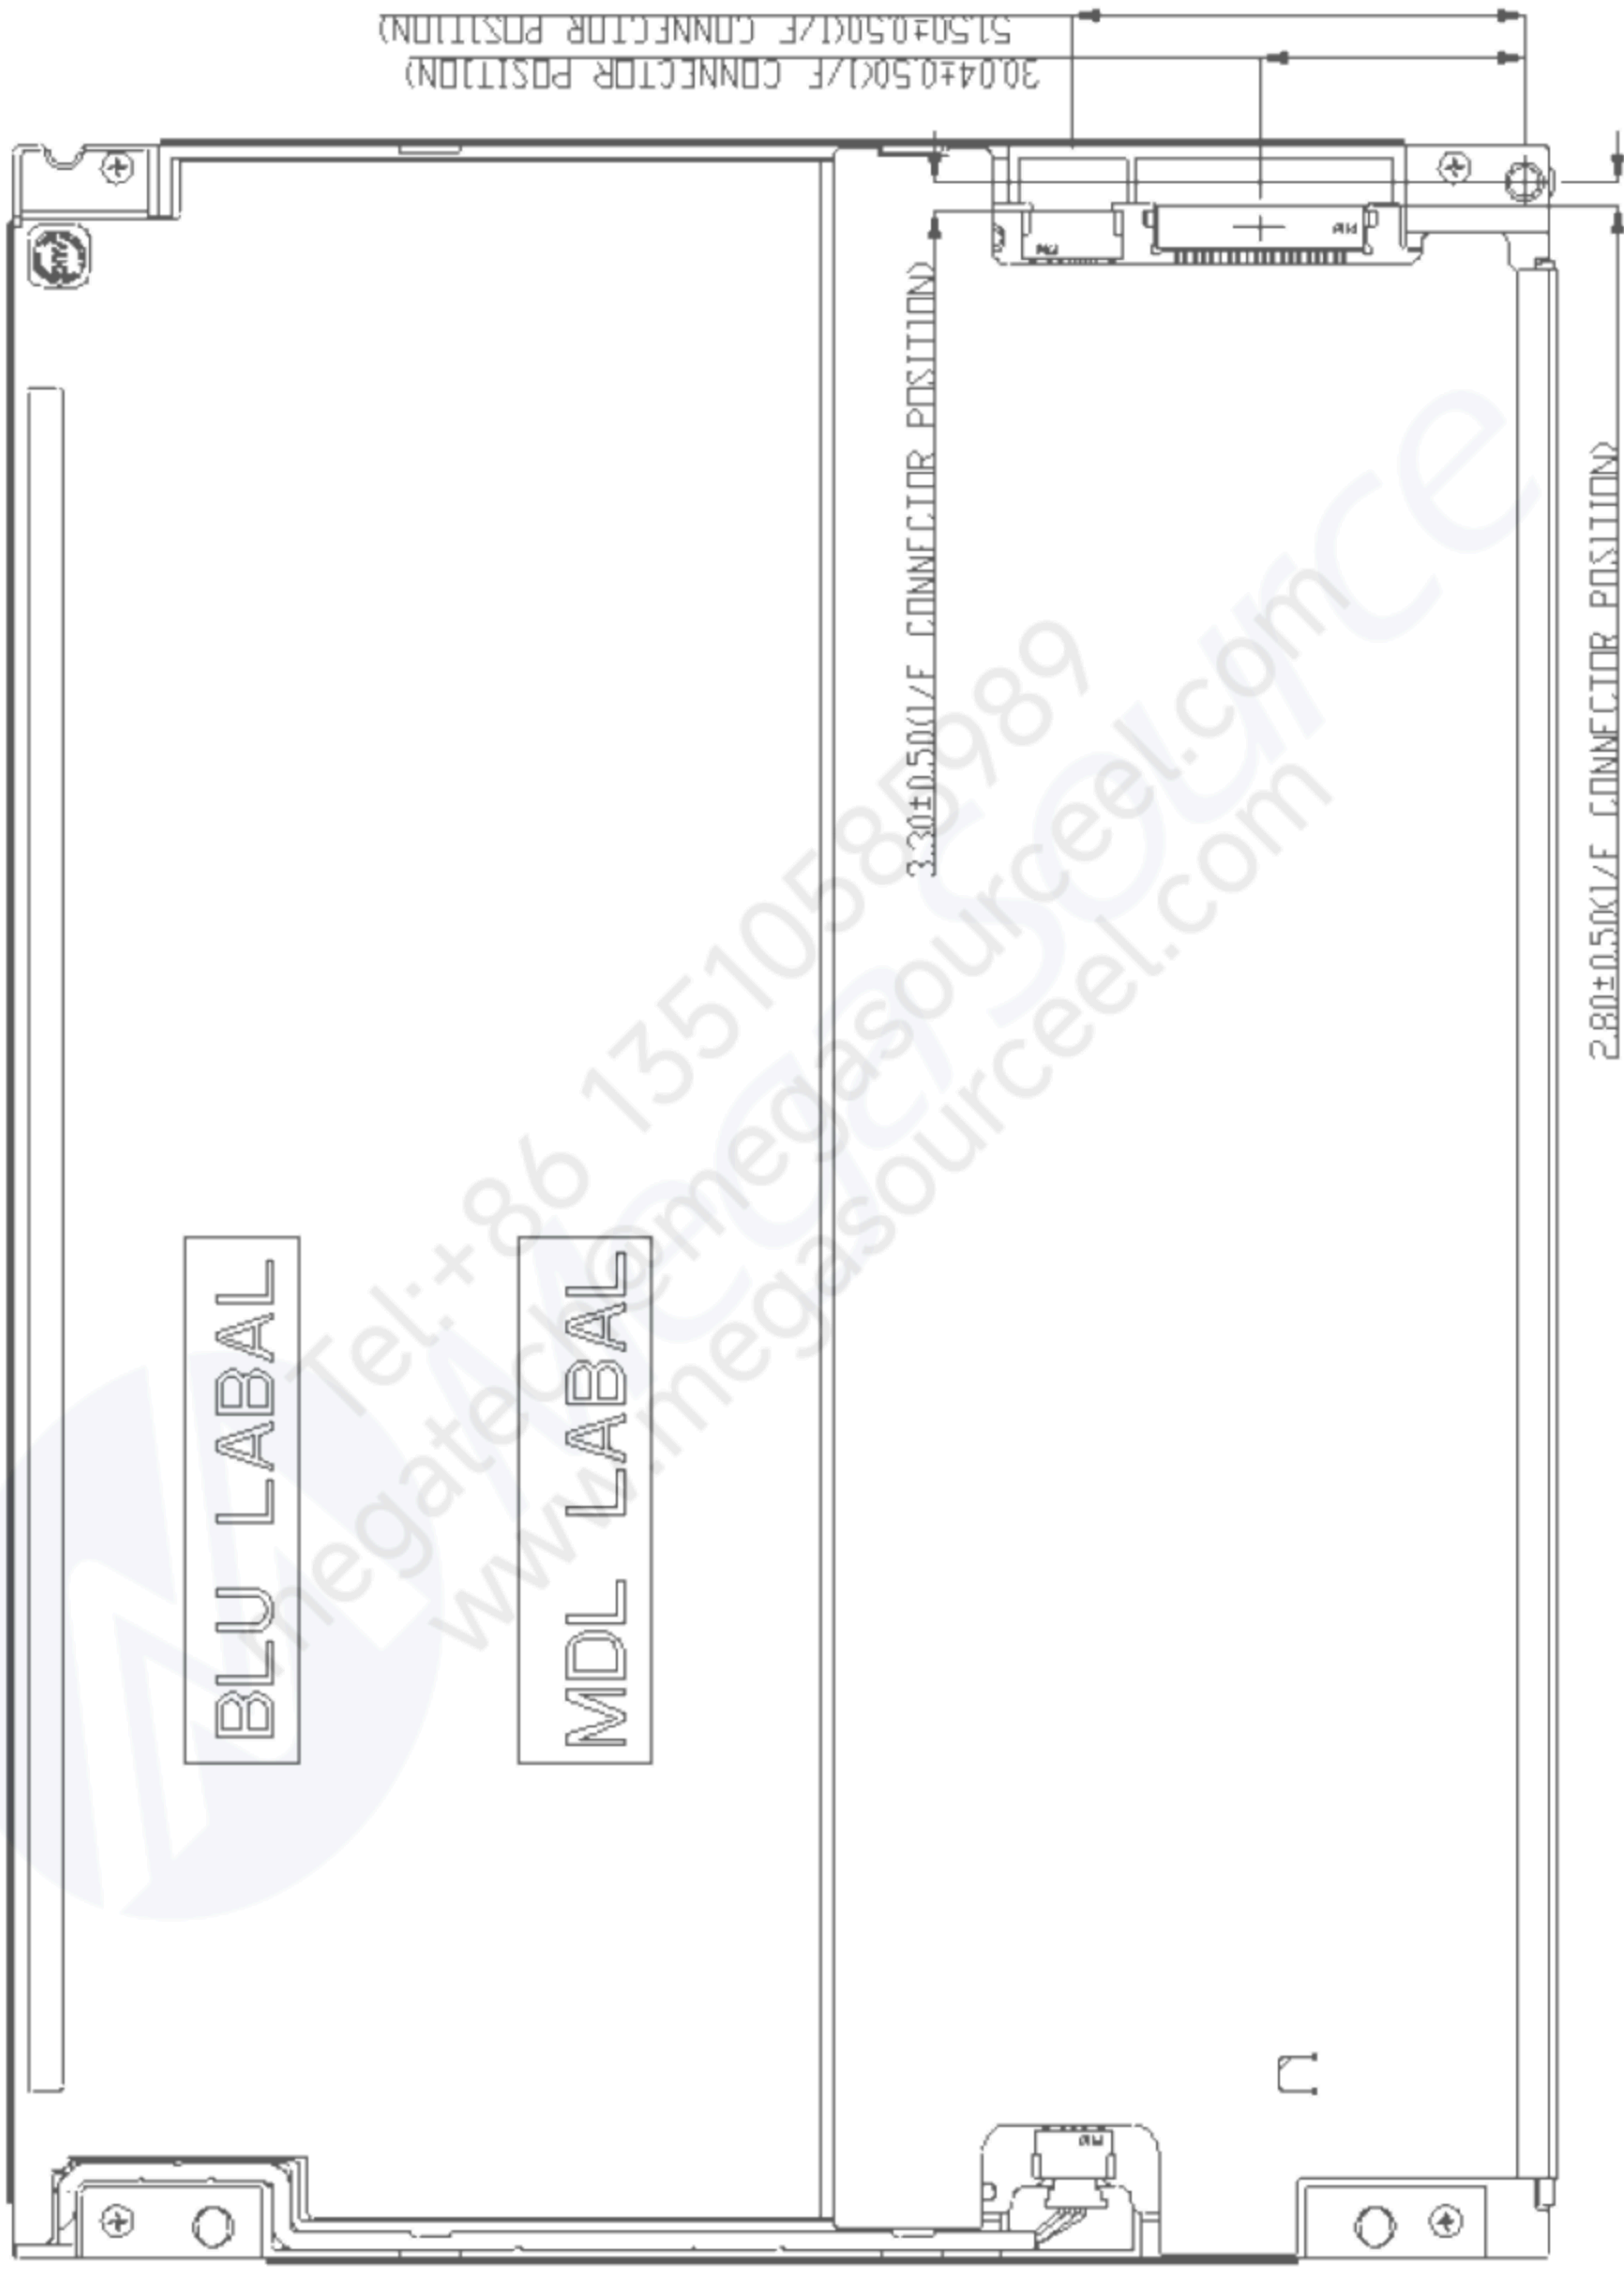 51.50±0.50(I/F CONNECTOR POSITION)
30.04±0.50(I/F CONNECTOR POSITION)
3.30±0.50(I/F CONNECTOR POSITION)
2.80±0.50(I/F CONNECTOR POSITION)
BLU LABAL
MDL LABAL
Tel:+86 13510585989
megatech@megasourceel.com
www.megasourceel.com
MegaSource